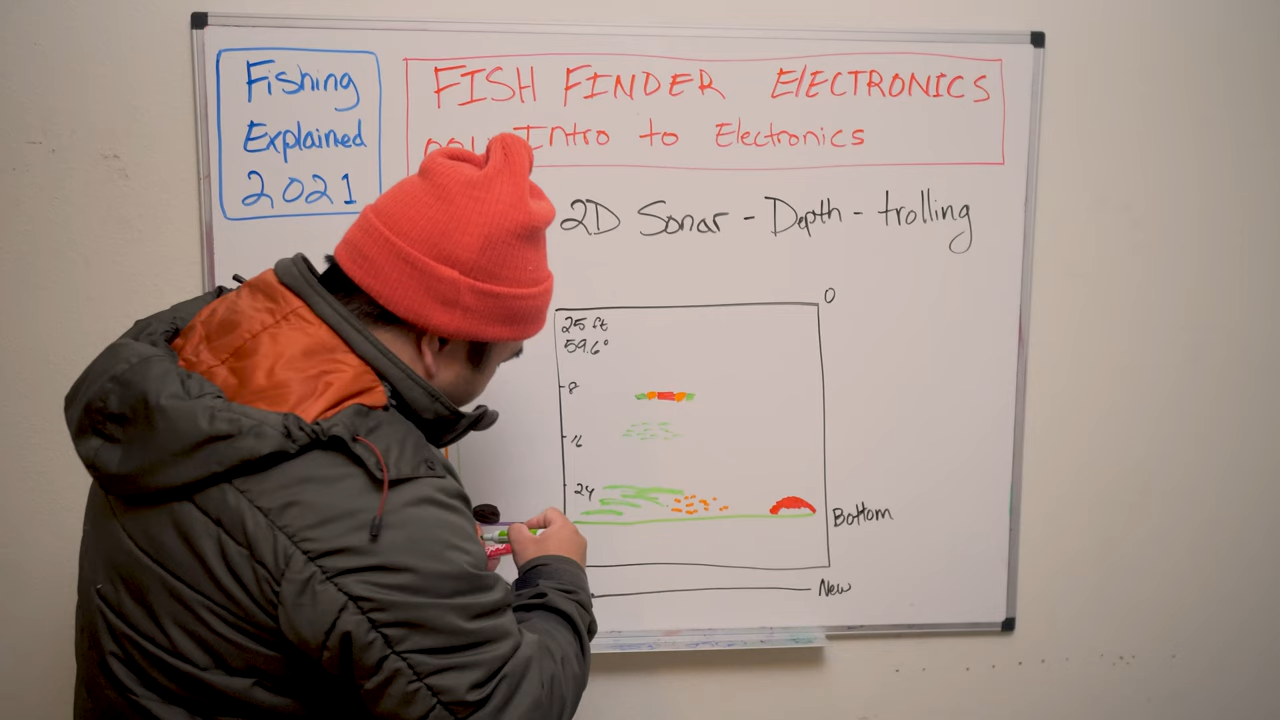 Fishing
Explained
2021
FISH FINDER ELECTRONICS
Intro to Electronics
2D Sonar - Depth - trolling
0
25 ft
59.6°
8
16
24
Bottom
New